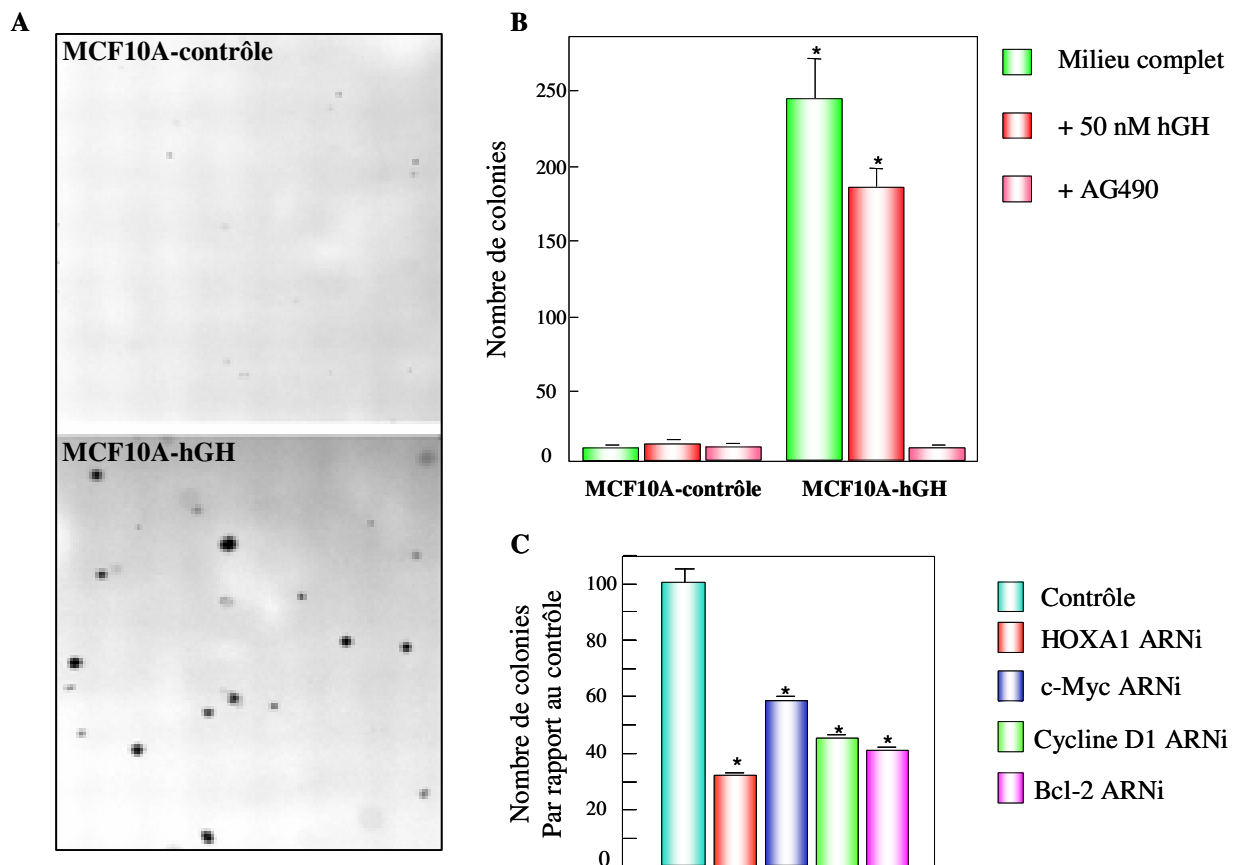 A
MCF10A-contrôle
MCF10A-hGH
B
Nombre de colonies
250
200
150
100
50
0
*
*
MCF10A-contrôle
MCF10A-hGH
Milieu complet
+ 50 nM hGH
+ AG490
C
Nombre de colonies
Par rapport au contrôle
100
80
60
40
20
0
*
*
*
*
Contrôle
HOXA1 ARNi
c-Myc ARNi
Cycline D1 ARNi
Bcl-2 ARNi